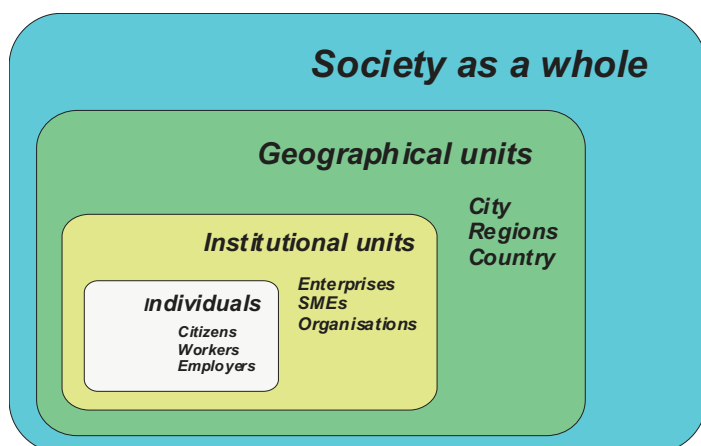 Society as a whole
Geographical units
City
Regions
Country
Institutional units
Enterprises
SMEs
Organisations
Individuals
Citizens
Workers
Employers